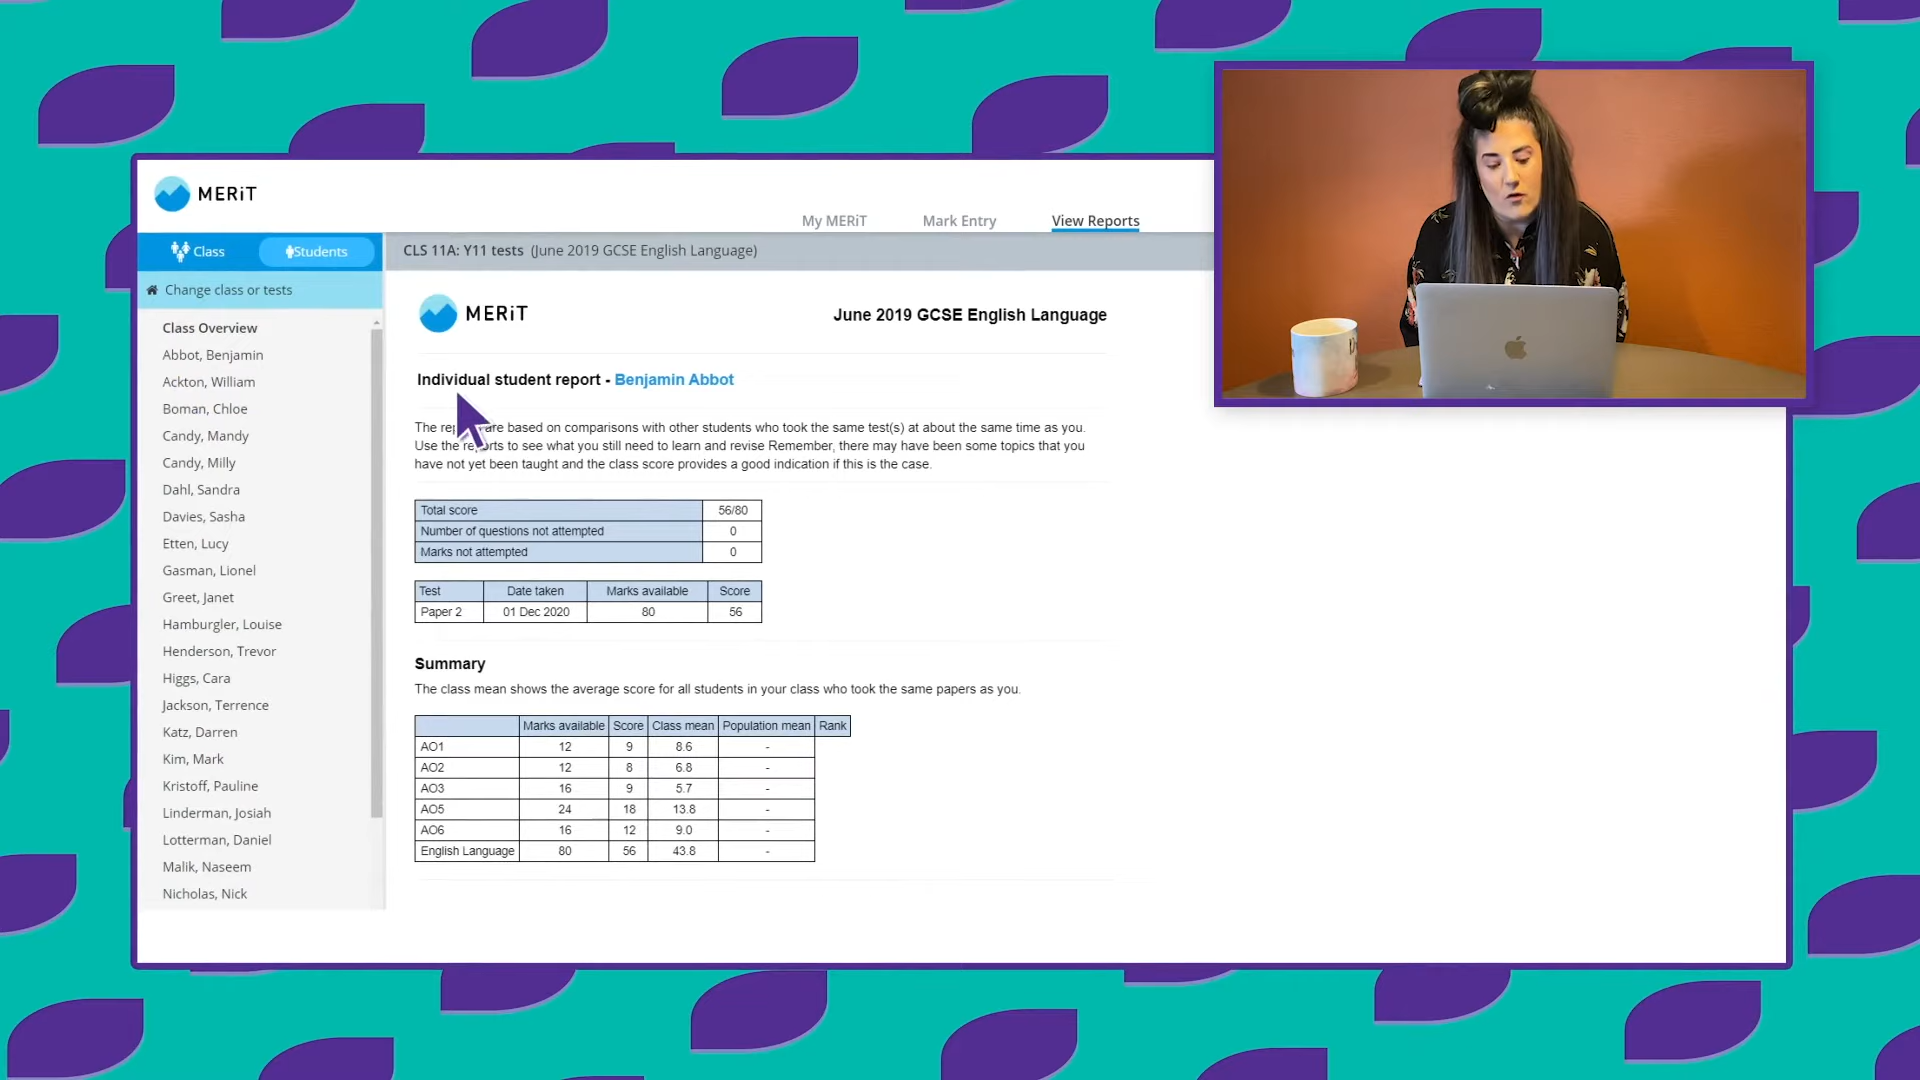 MERiT
My MERiT
Mark Entry
View Reports
Class
Students
CLS 11A: Y11 tests (June 2019 GCSE English Language)
Change class or tests
Class Overview
Abbot, Benjamin
Ackton, William
Boman, Chloe
Candy, Mandy
Candy, Milly
Dahl, Sandra
Davies, Sasha
Etten, Lucy
Gasman, Lionel
Greet, Janet
Hamburgler, Louise
Henderson, Trevor
Higgs, Cara
Jackson, Terrence
Katz, Darren
Kim, Mark
Kristoff, Pauline
Linderman, Josiah
Lotterman, Daniel
Malik, Naseem
Nicholas, Nick
MERiT
June 2019 GCSE English Language
Individual student report - Benjamin Abbot
The are based on comparisons with other students who took the same test(s) at about the same time as you.
Use the reports to see what you still need to learn and revise Remember, there may have been some topics that you
have not yet been taught and the class score provides a good indication if this is the case.
Total score 56/80
Number of questions not attempted 0
Marks not attempted 0
Test Date taken Marks available Score
Paper 2 01 Dec 2020 80 56
Summary
The class mean shows the average score for all students in your class who took the same papers as you.
Marks available Score Class mean Population mean Rank
AO1 12 9 8.6 -
AO2 12 8 6.8 -
AO3 16 9 5.7 -
AO5 24 18 13.8 -
AO6 16 12 9.0 -
English Language 80 56 43.8 -